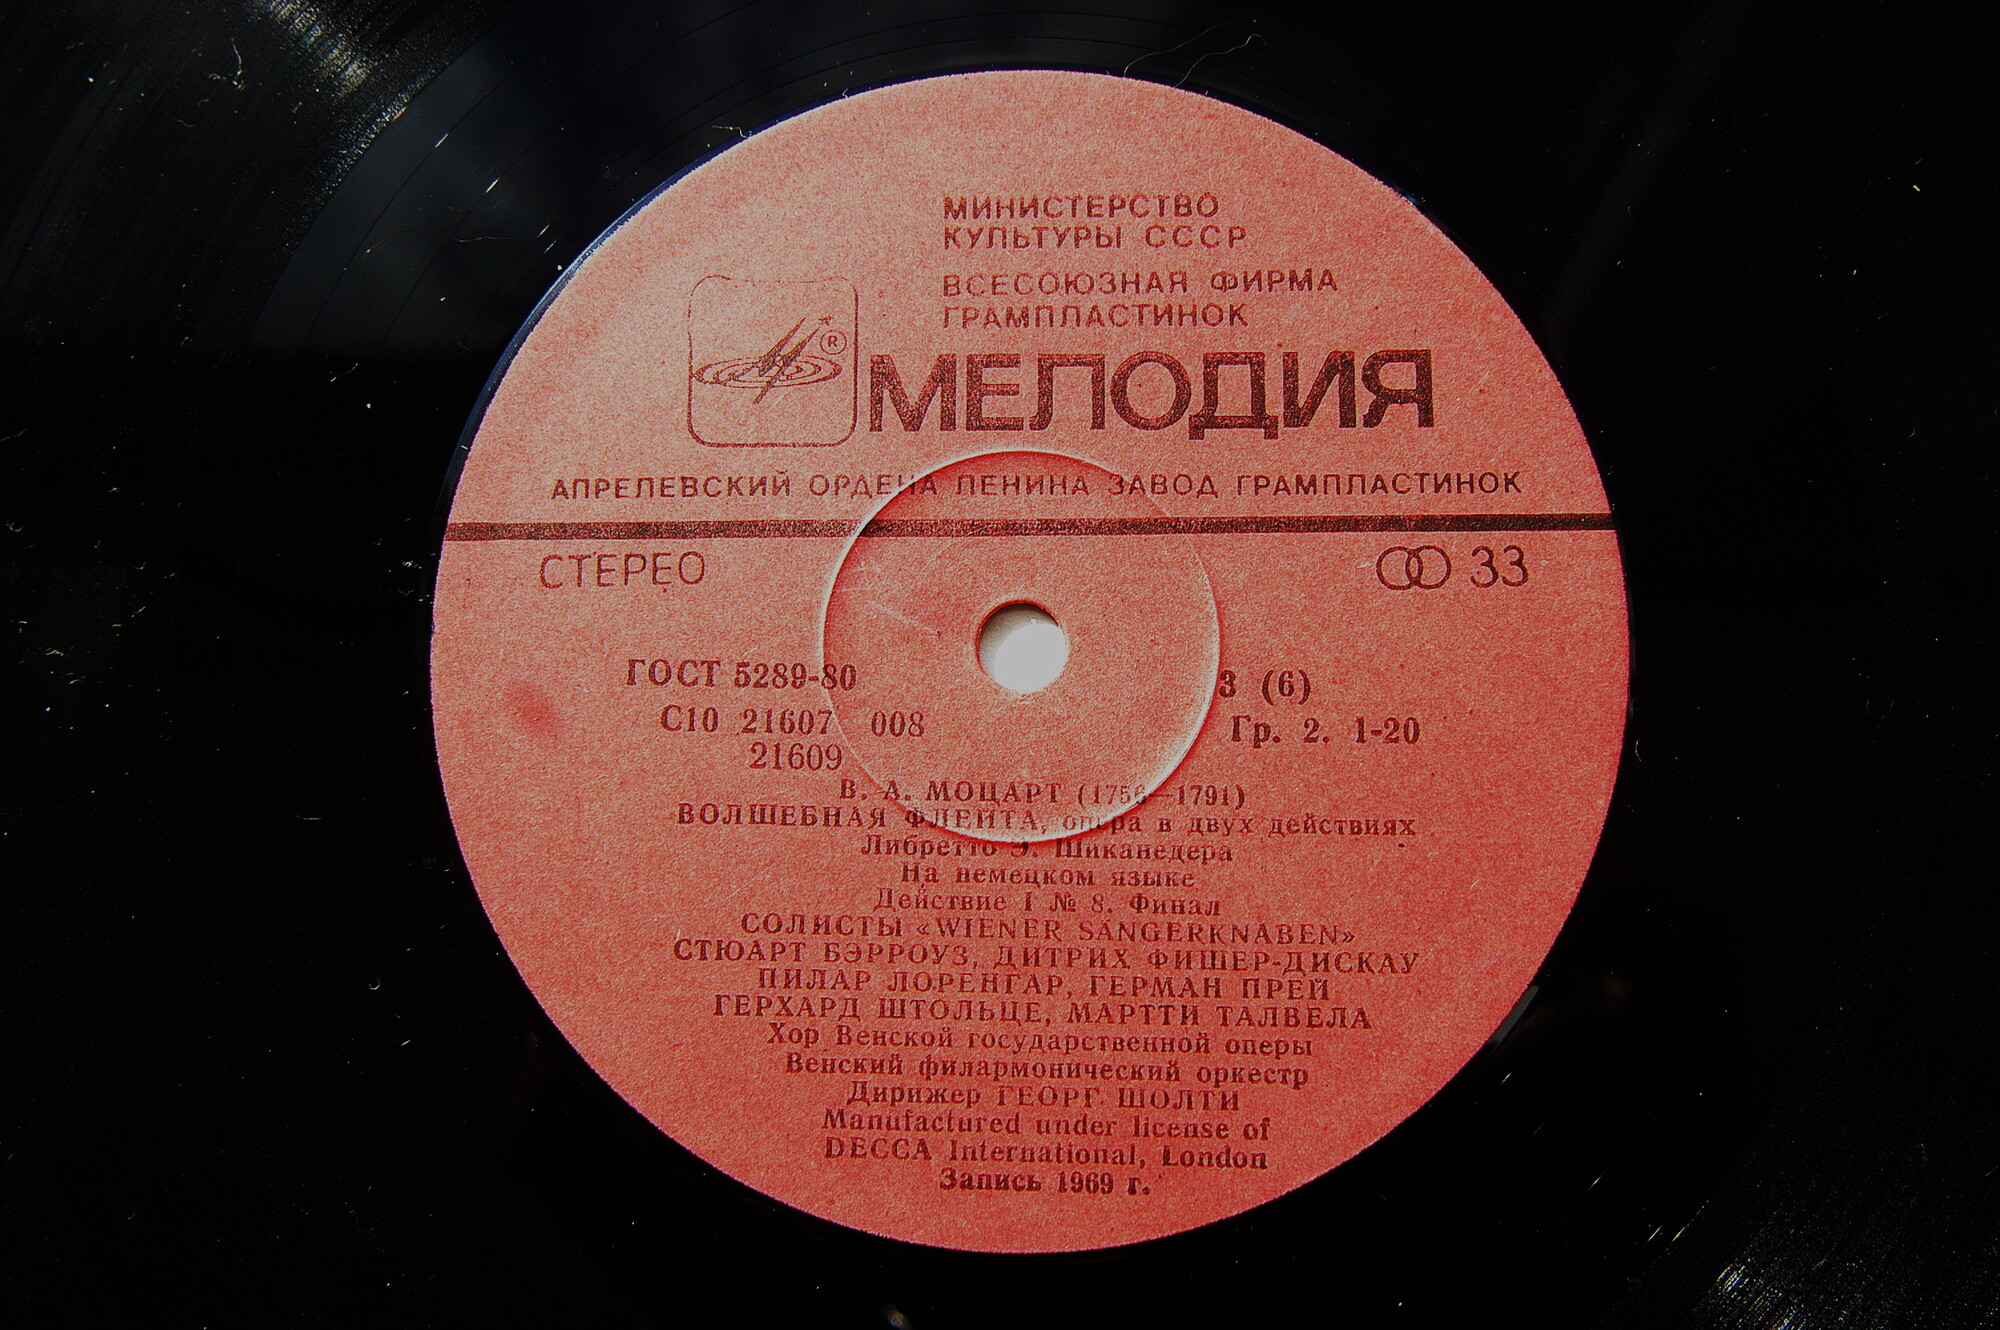 МИНИСТЕРСТВО
КУЛЬТУРЫ СССР
ВСЕСОЮЗНАЯ ФИРМА
ГРАМПЛАСТИНОК
® МЕЛОДИЯ
АПРЕЛЕВСКИЙ ОРДЕНА ЛЕНИНА ЗАВОД ГРАМПЛАСТИНОК
СТЕРЕО 33
ГОСТ 5289-80 3 (6)
С10 21607 008 Гр. 2. 1-20
21609
В. А. МОЦАРТ (1756—1791)
ВОЛШЕБНАЯ ФЛЕЙТА, опера в двух действиях
Либретто Э. Шиканедера
На немецком языке
Действие I № 8. Финал
СОЛИСТЫ «WIENER SÄNGERKNABEN»
СТЮАРТ БЭРРОУЗ, ДИТРИХ ФИШЕР-ДИСКАУ
ПИЛАР ЛОРЕНГАР, ГЕРМАН ПРЕЙ
ГЕРХАРД ШТОЛЬЦЕ, МАРТТИ ТАЛВЕЛА
Хор Венской государственной оперы
Венский филармонический оркестр
Дирижер ГЕОРГ ШОЛТИ
Manufactured under license of
DECCA International, London
Запись 1969 г.